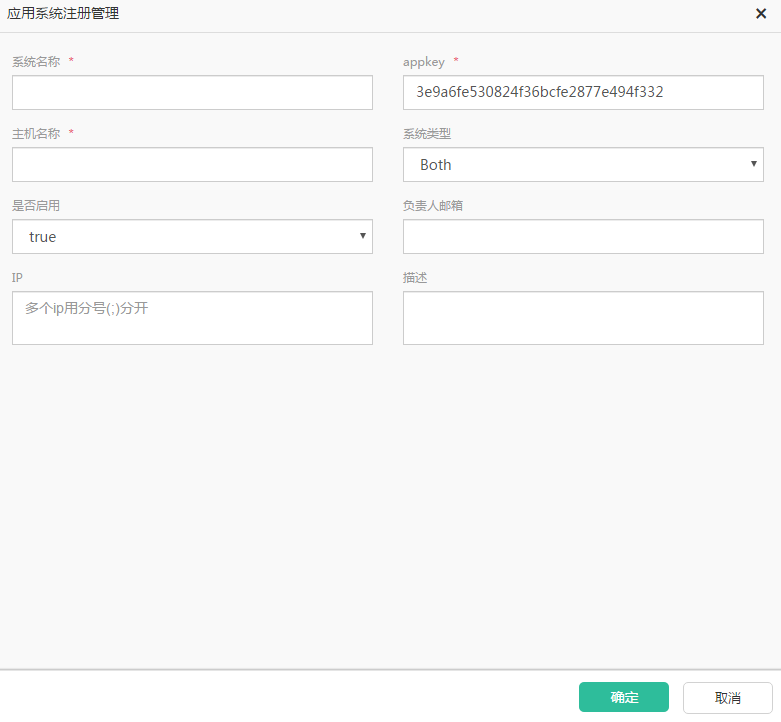 应用系统注册管理
系统名称 *
appkey *
3e9a6fe530824f36bcfe2877e494f332
主机名称 *
系统类型
Both
是否启用
负责人邮箱
true
IP
描述
多个ip用分号(;)分开
确定
取消